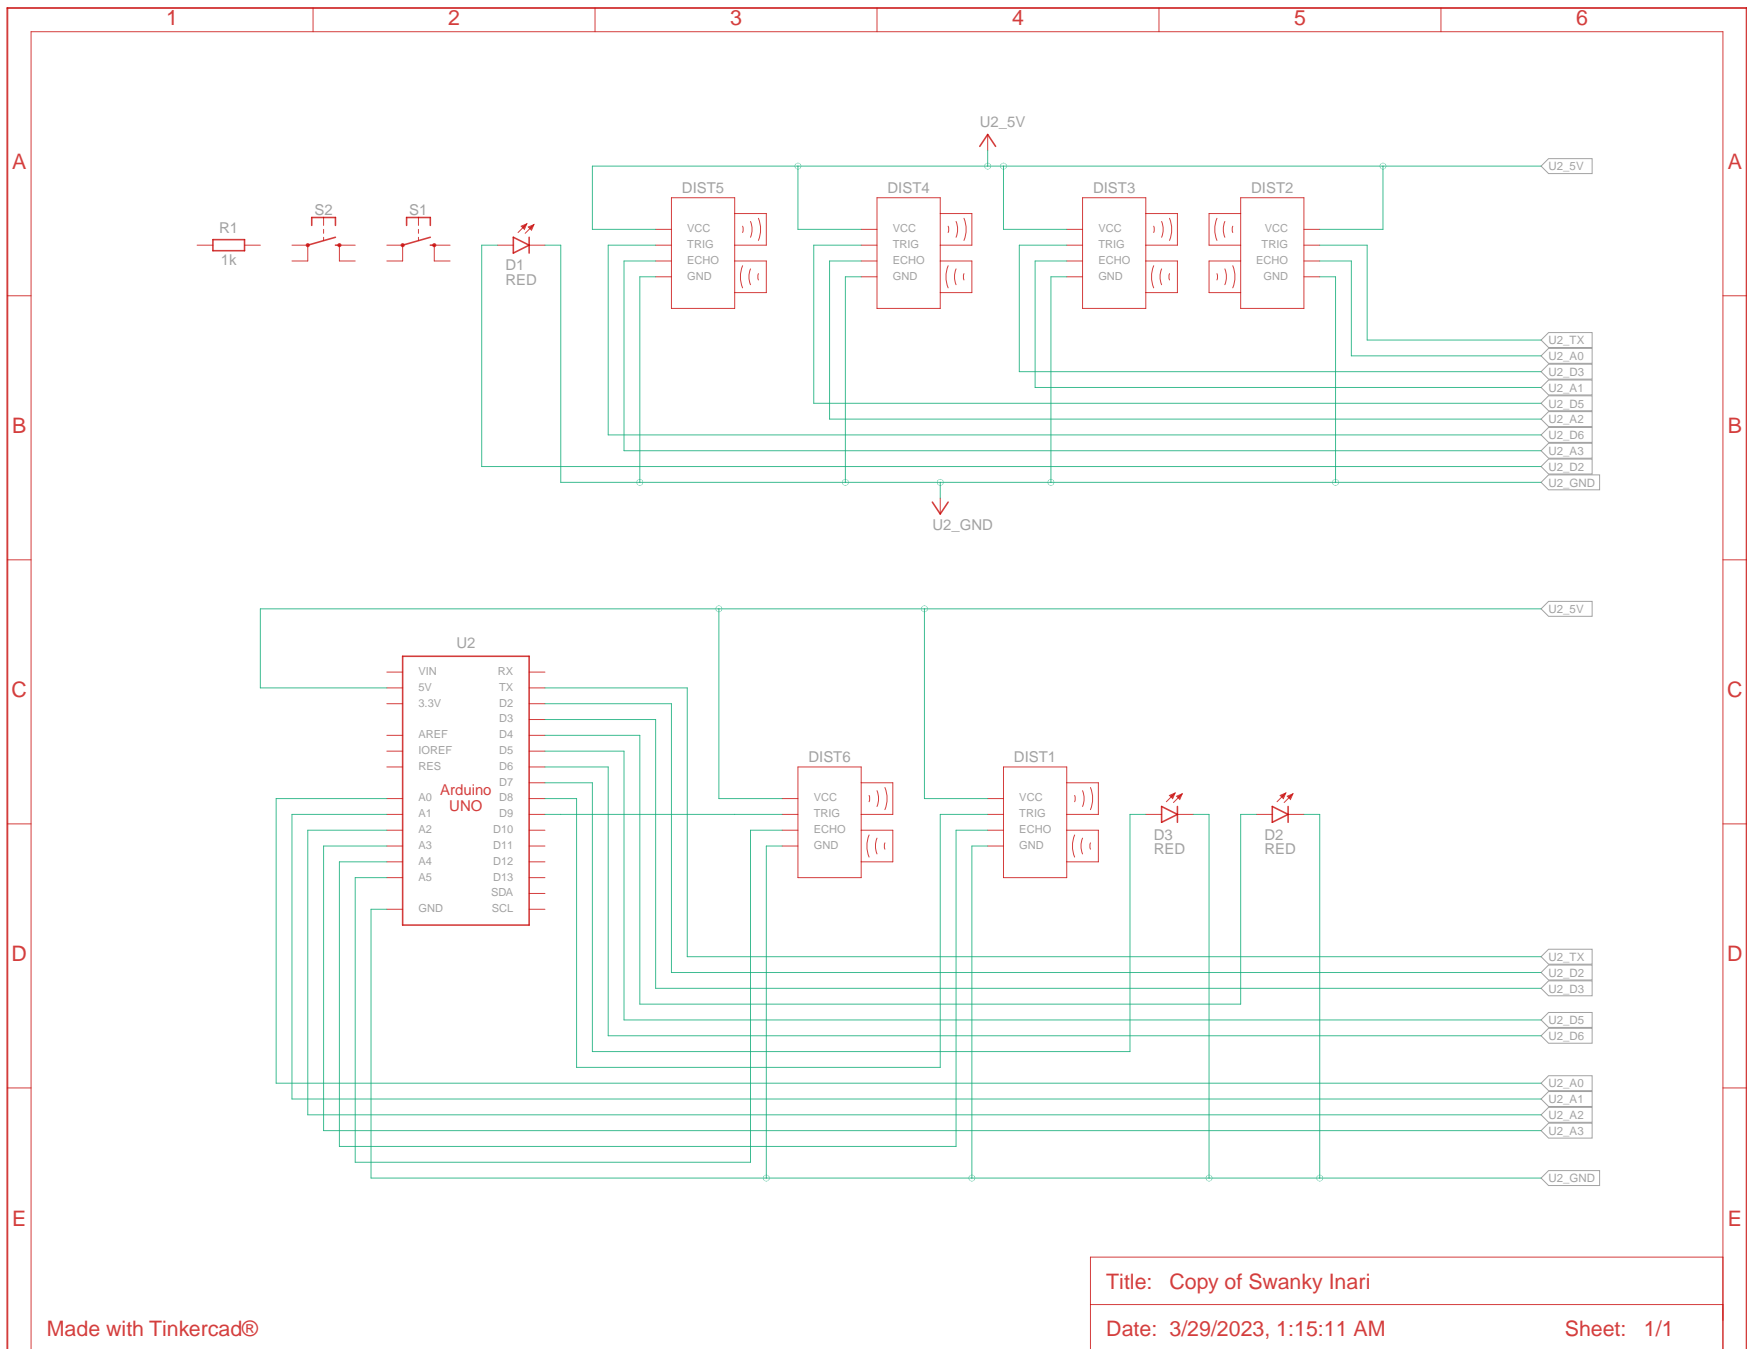 1 2 3 4 5 6
A A
B B
C C
D D
E E
U2_5V
U2_5V
R1
1k
S2
S1
D1
RED
DIST5
VCC
TRIG
ECHO
GND
DIST4
VCC
TRIG
ECHO
GND
DIST3
VCC
TRIG
ECHO
GND
DIST2
VCC
TRIG
ECHO
GND
U2_TX
U2_A0
U2_D3
U2_A1
U2_D5
U2_A2
U2_D6
U2_A3
U2_D2
U2_GND
U2_GND
U2_5V
U2
VIN RX
5V TX
3.3V D2
D3
AREF D4
IOREF D5
RES D6
D7
Arduino
UNO
A0 D8
A1 D9
A2 D10
A3 D11
A4 D12
A5 D13
SDA
GND SCL
DIST6
VCC
TRIG
ECHO
GND
DIST1
VCC
TRIG
ECHO
GND
D3
RED
D2
RED
U2_TX
U2_D2
U2_D3
U2_D5
U2_D6
U2_A0
U2_A1
U2_A2
U2_A3
U2_GND
Title: Copy of Swanky Inari
Date: 3/29/2023, 1:15:11 AM Sheet: 1/1
Made with Tinkercad®